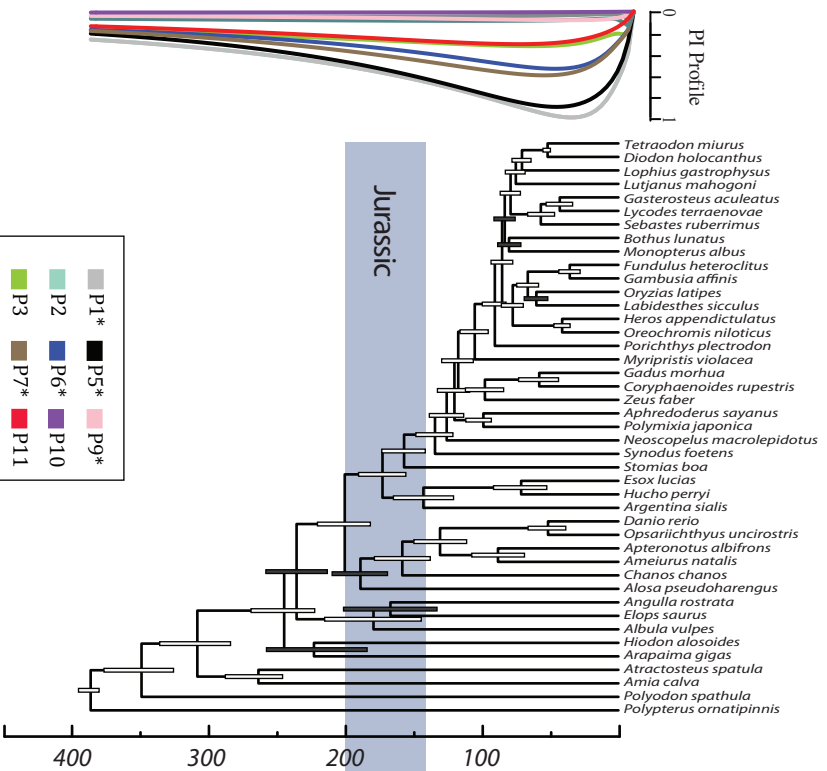 0
1
PI Profile
Tetraodon miurus
Diodon holocanthus
Lophius gastrophysus
Lutjanus mahogoni
Gasterosteus aculeatus
Lycodes terraenovae
Sebastes ruberrimus
Bothus lunatus
Monopterus albus
Fundulus heteroclitus
Gambusia affinis
Oryzias latipes
Labidesthes sicculus
Heros appendictulatus
Oreochromis niloticus
Porichthys plectrodon
Myripristis violacea
Gadus morhua
Coryphaenoides rupestris
Zeus faber
Aphredoderus sayanus
Polymixia japonica
Neoscopelus macrolepidotus
Synodus foetens
Stomias boa
Esox lucias
Hucho perryi
Argentina sialis
Danio rerio
Opsariichthys uncirostris
Apteronotus albifrons
Ameiurus natalis
Chanos chanos
Alosa pseudoharengus
Angulla rostrata
Elops saurus
Albula vulpes
Hiodon alosoides
Arapaima gigas
Atractosteus spatula
Amia calva
Polyodon spathula
Polypterus ornatipinnis
Jurassic
P1* P5* P9*
P2 P6* P10
P3 P7* P11
400 300 200 100